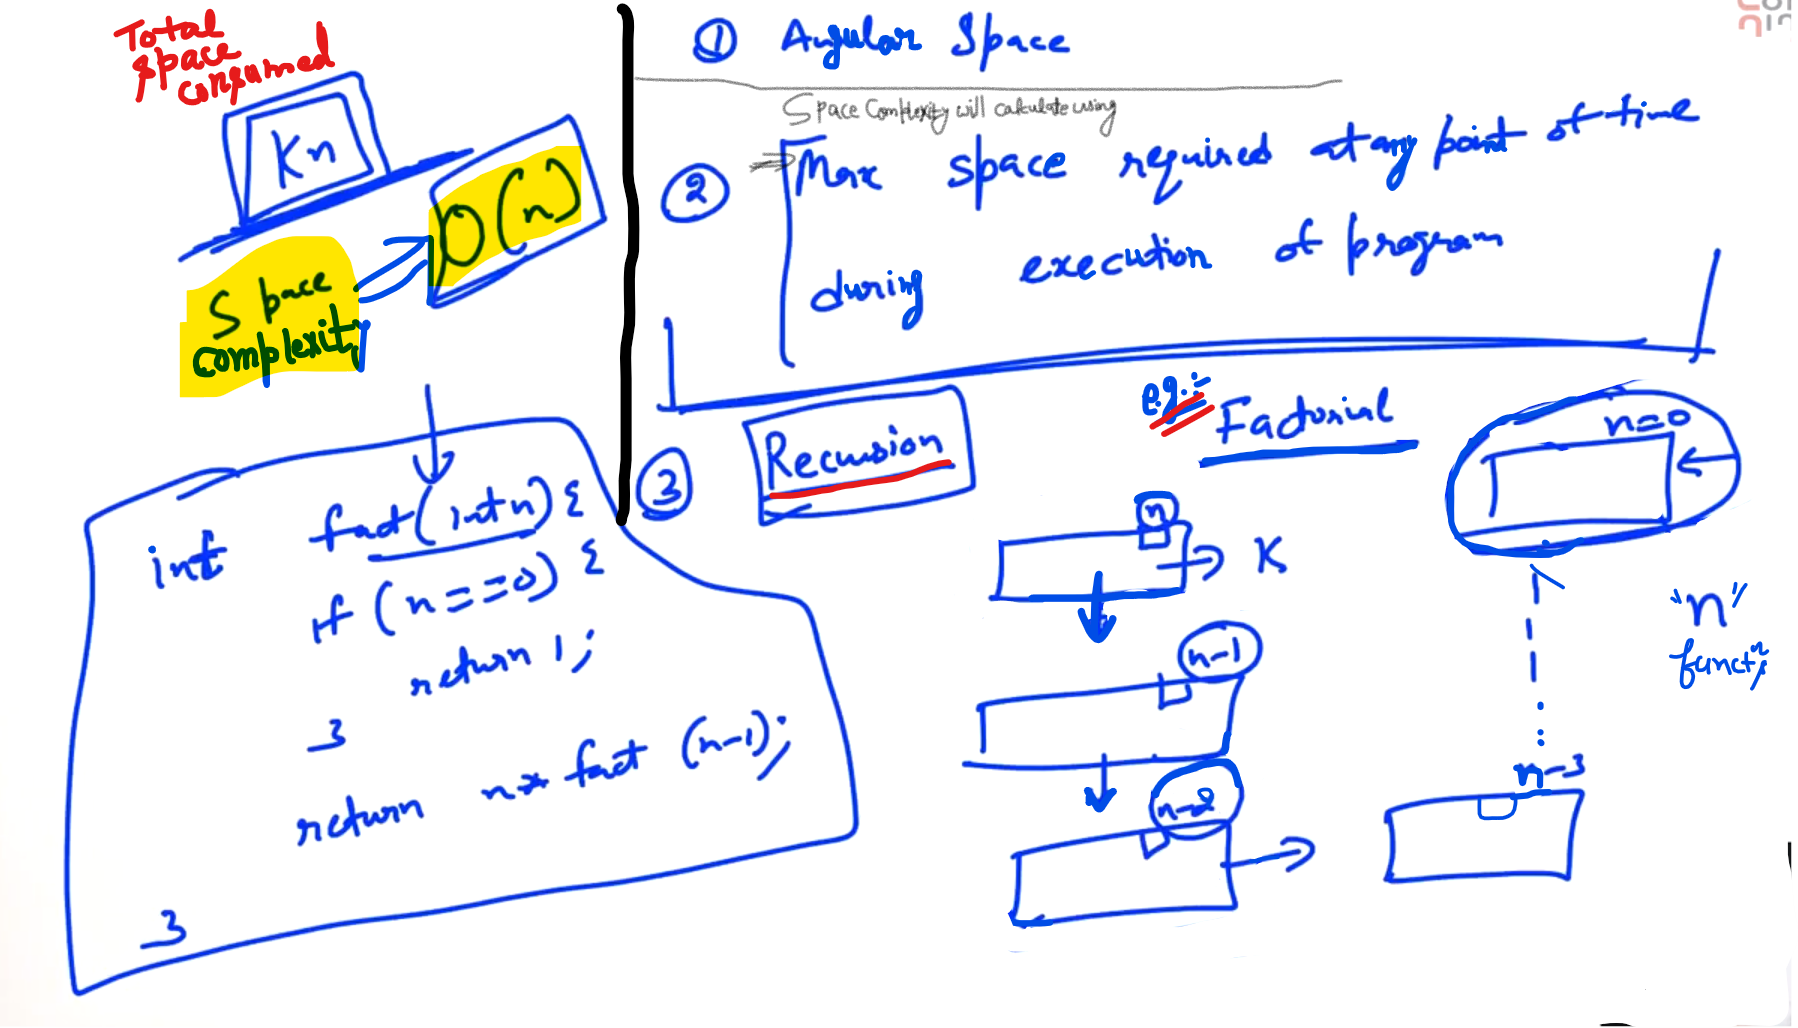 Total
space
consumed
Kn
O(n)
Space
complexity
① Angular Space
Space Complexity will calculate using
② ⇒ Max space required at any point of time
during execution of program
③ Recursion
e.g.:- Factorial
int fact(int n) {
if (n==0) {
return 1;
}
return n* fact (n-1);
}
n
K
n-1
n-2
n-3
n=0
"n"
functn